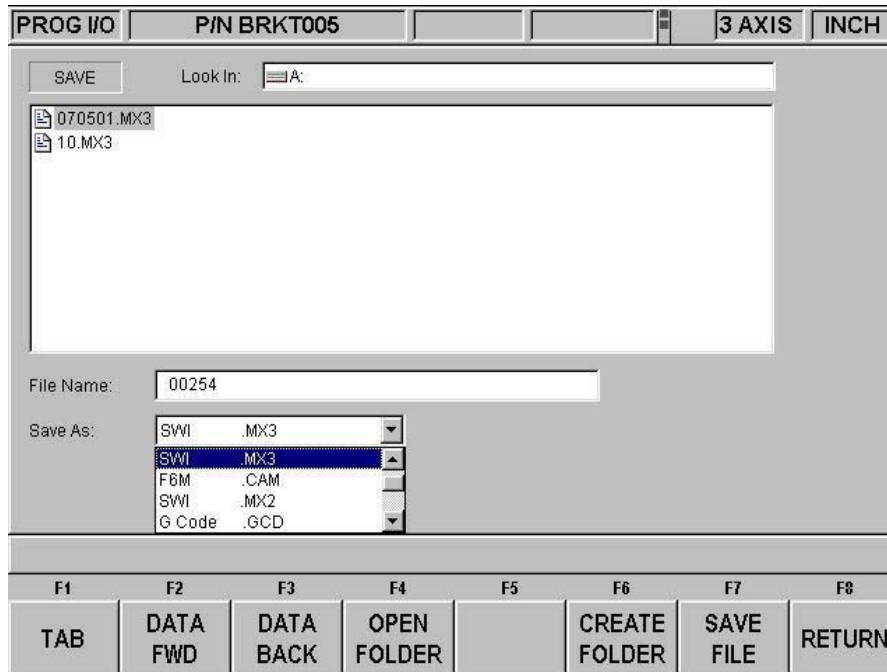 PROG I/O P/N BRKT005 3 AXIS INCH
SAVE Look In: A:
070501.MX3
10.MX3
File Name: 00254
Save As: SWI .MX3
SWI .MX3
F6M .CAM
SWI .MX2
G Code .GCD
F1 F2 F3 F4 F5 F6 F7 F8
TAB DATA FWD DATA BACK OPEN FOLDER CREATE FOLDER SAVE FILE RETURN